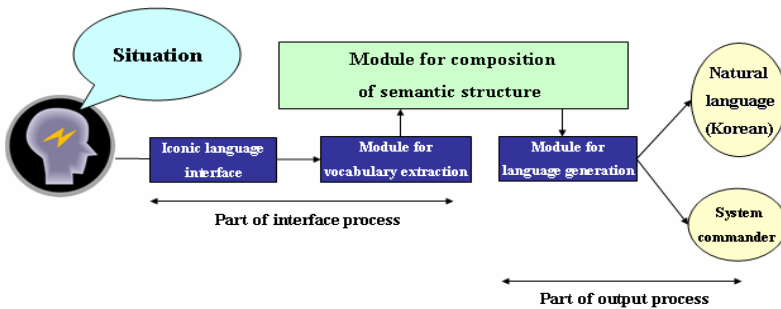 Situation
Module for composition
of semantic structure
Natural
language
(Korean)
Iconic language
interface
Module for
vocabulary extraction
Module for
language generation
System
commander
Part of interface process
Part of output process